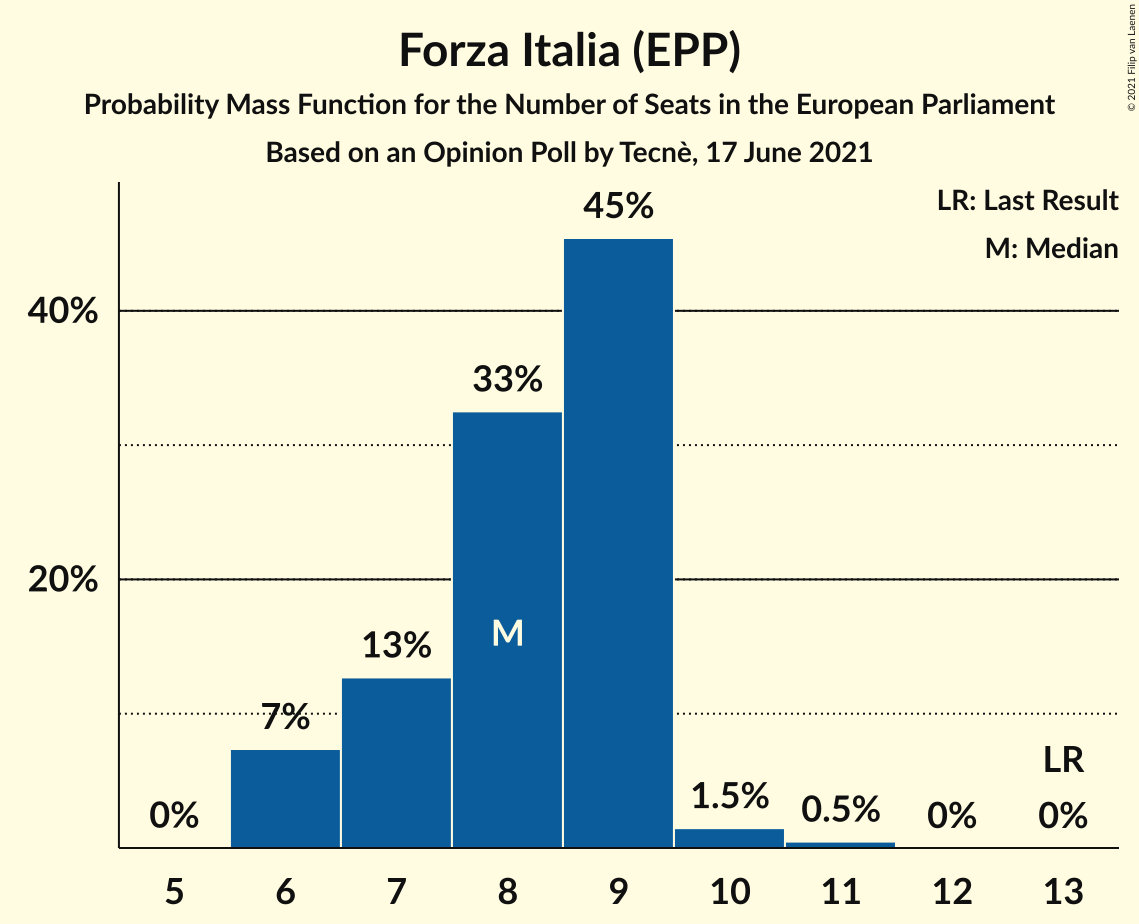 Forza Italia (EPP)
Probability Mass Function for the Number of Seats in the European Parliament
Based on an Opinion Poll by Tecnè, 17 June 2021
© 2021 Filip van Laenen
LR: Last Result
M: Median
45%
40%
33%
20%
M
13%
7%
LR
1.5%
0.5%
0%
0%
0%
5 6 7 8 9 10 11 12 13